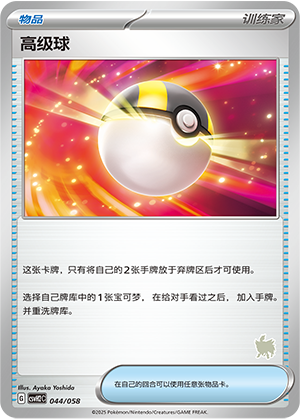 物品
训练家
高级球
这张卡牌，只有将自己的2张手牌放于弃牌区后才可使用。
选择自己牌库中的1张宝可梦，在给对手看过之后，加入手牌。
并重洗牌库。
Illus. Ayaka Yoshida
G CSVH2C 044/058
在自己的回合可以使用任意张物品卡。
©2025 Pokémon/Nintendo/Creatures/GAME FREAK.